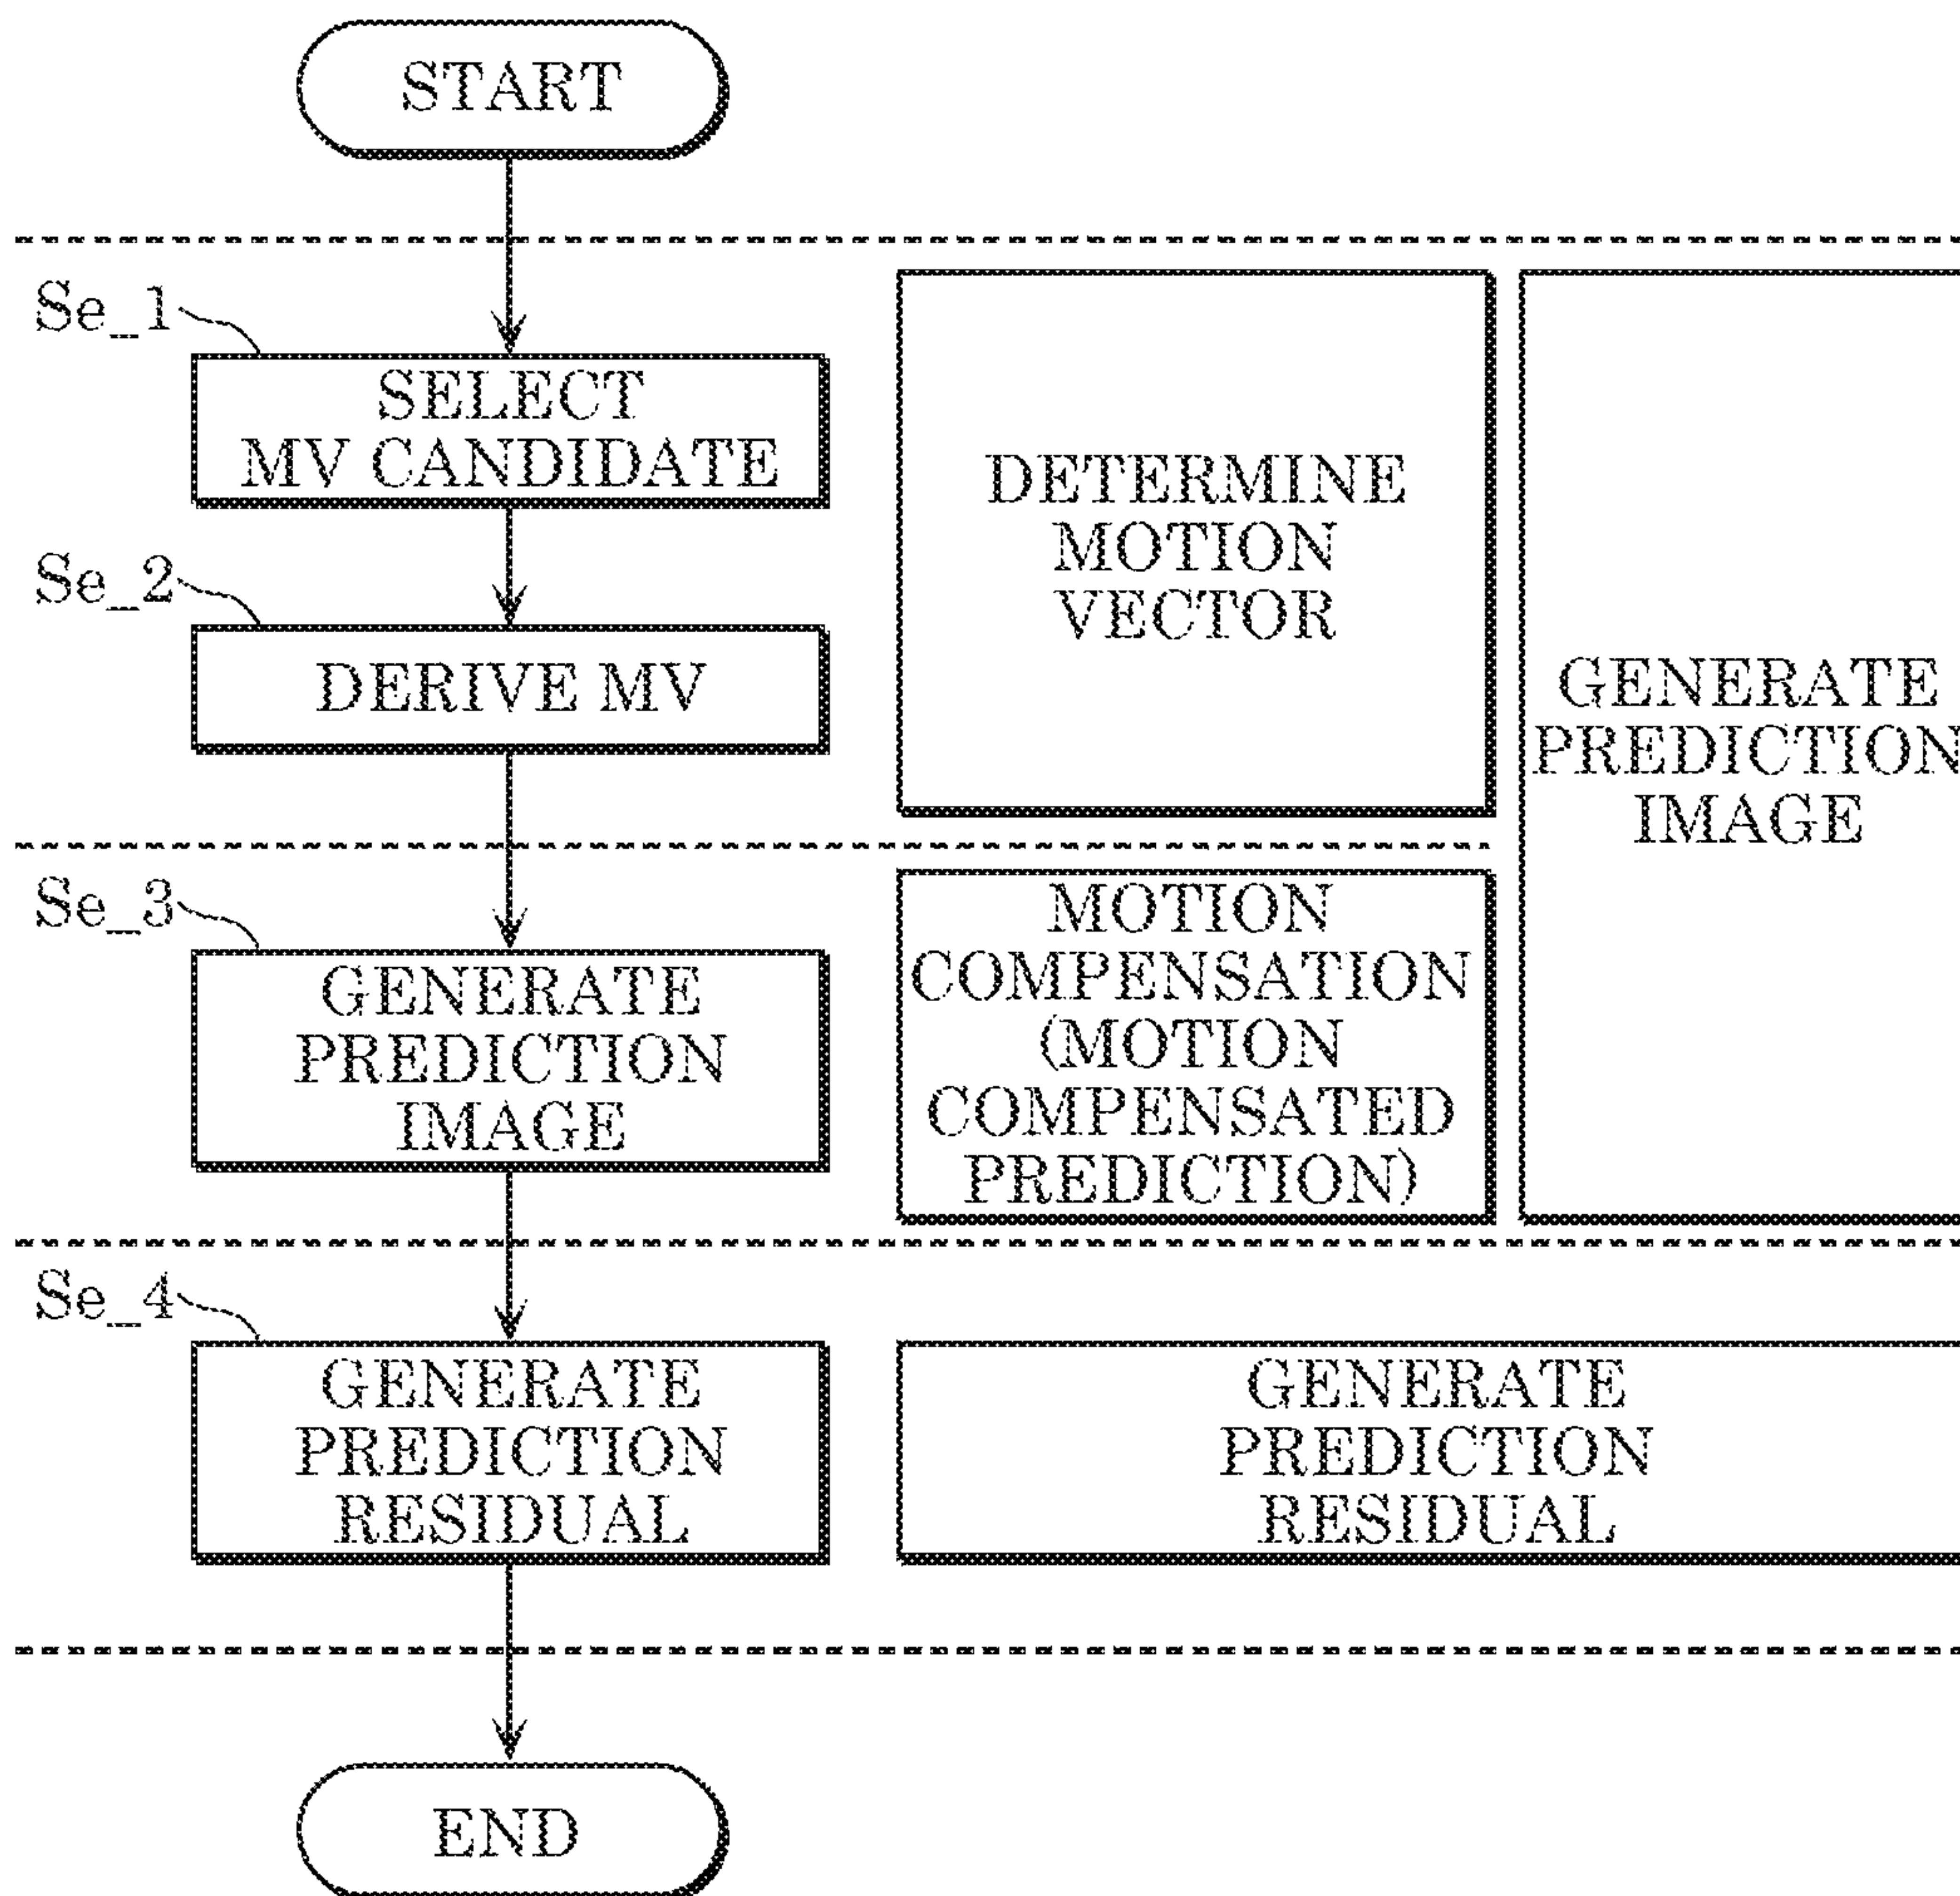 START
Se_1
SELECT
MV CANDIDATE
Se_2
DERIVE MV
DETERMINE
MOTION
VECTOR
GENERATE
PREDICTION
IMAGE
Se_3
GENERATE
PREDICTION
IMAGE
MOTION
COMPENSATION
(MOTION
COMPENSATED
PREDICTION)
Se_4
GENERATE
PREDICTION
RESIDUAL
GENERATE
PREDICTION
RESIDUAL
END